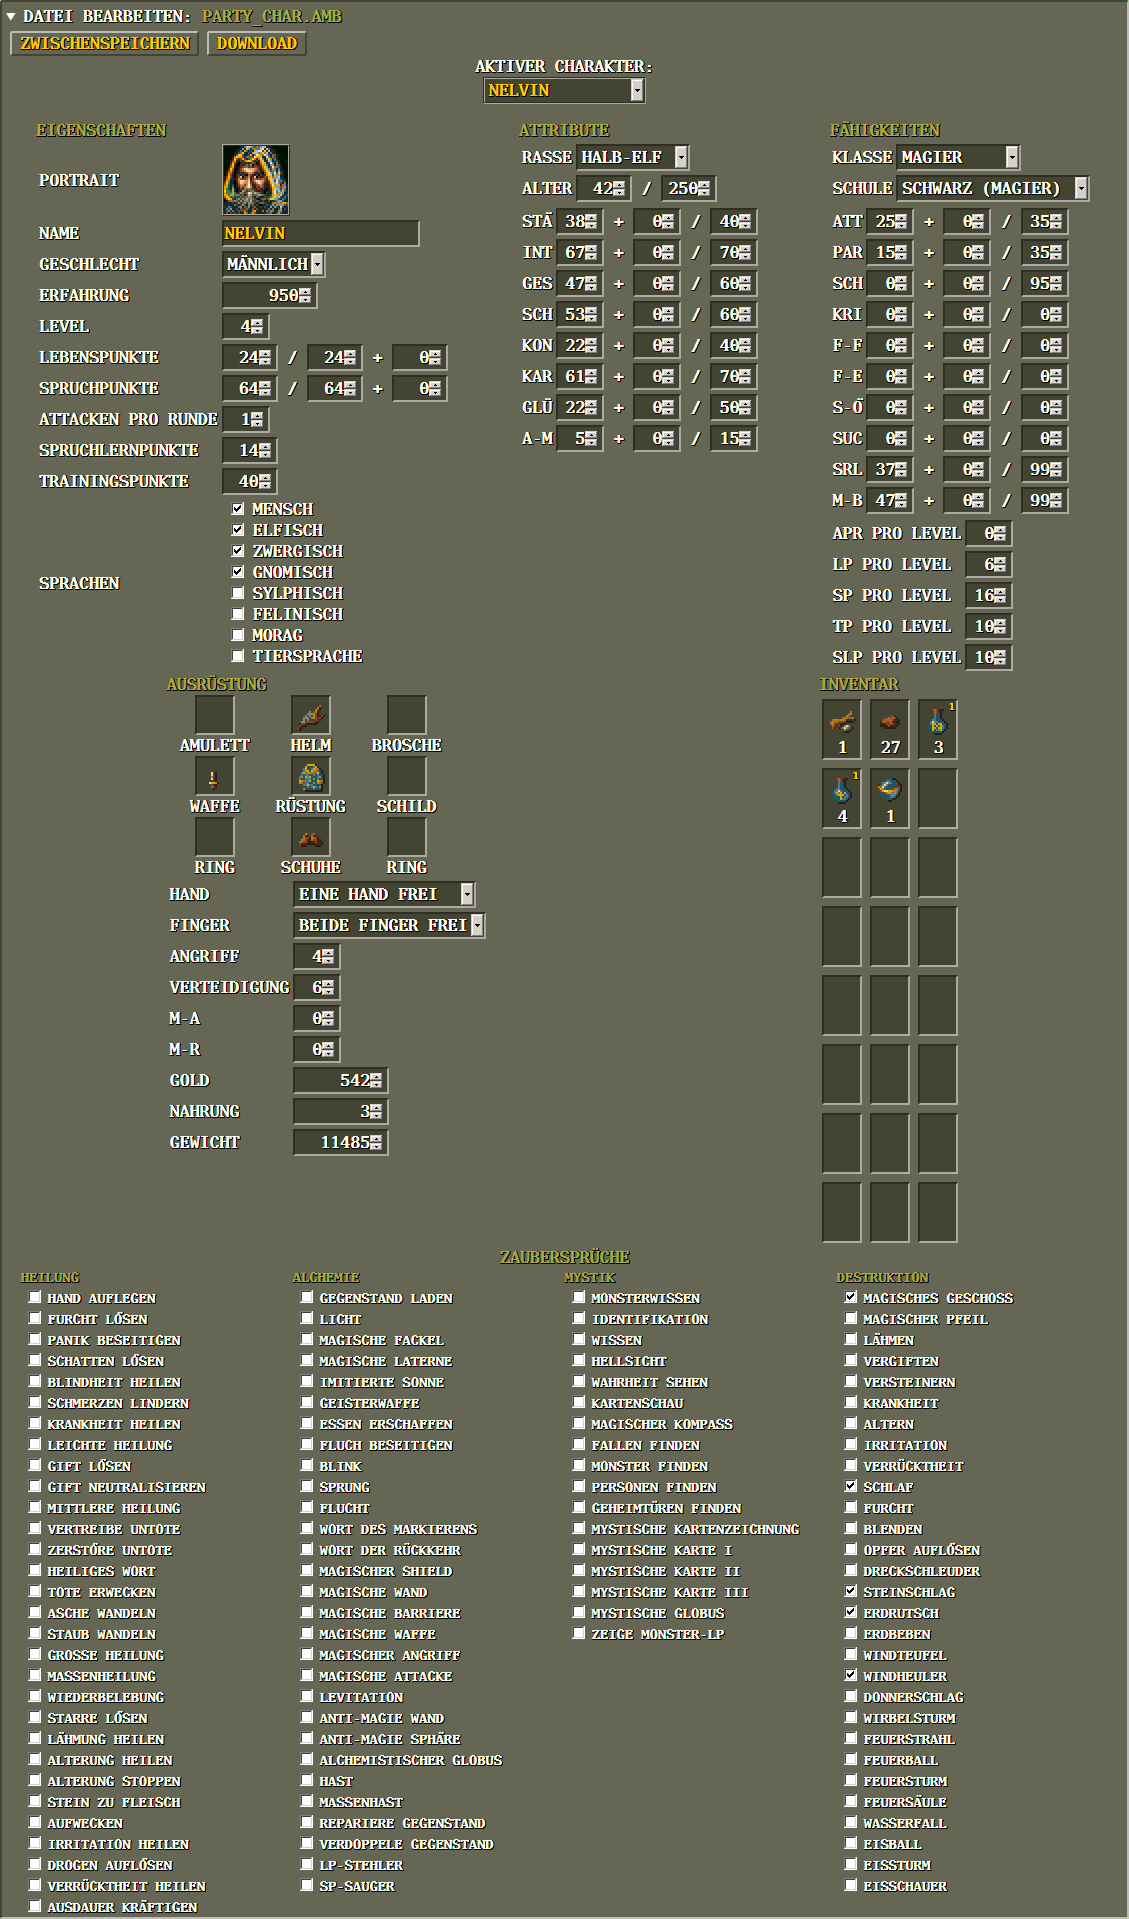 ▼ DATEI BEARBEITEN: PARTY_CHAR.AMB
ZWISCHENSPEICHERN DOWNLOAD
AKTIVER CHARAKTER:
NELVIN
EIGENSCHAFTEN
PORTRAIT
NAME NELVIN
GESCHLECHT MÄNNLICH
ERFAHRUNG 950
LEVEL 4
LEBENSPUNKTE 24 / 24 + 0
SPRUCHPUNKTE 64 / 64 + 0
ATTACKEN PRO RUNDE 1
SPRUCHLERNPUNKTE 14
TRAININGSPUNKTE 40
SPRACHEN
MENSCH
ELFISCH
ZWERGISCH
GNOMISCH
SYLPHISCH
FELINISCH
MORAG
TIERSPRACHE
ATTRIBUTE
RASSE HALB-ELF
ALTER 42 / 250
STÄ 38 + 0 / 40
INT 67 + 0 / 70
GES 47 + 0 / 60
SCH 53 + 0 / 60
KON 22 + 0 / 40
KAR 61 + 0 / 70
GLÜ 22 + 0 / 50
A-M 5 + 0 / 15
FÄHIGKEITEN
KLASSE MAGIER
SCHULE SCHWARZ (MAGIER)
ATT 25 + 0 / 35
PAR 15 + 0 / 35
SCH 0 + 0 / 95
KRI 0 + 0 / 0
F-F 0 + 0 / 0
F-E 0 + 0 / 0
S-Ö 0 + 0 / 0
SUC 0 + 0 / 0
SRL 37 + 0 / 99
M-B 47 + 0 / 99
APR PRO LEVEL 0
LP PRO LEVEL 6
SP PRO LEVEL 16
TP PRO LEVEL 10
SLP PRO LEVEL 10
AUSRÜSTUNG
AMULETT HELM BROSCHE
WAFFE RÜSTUNG SCHILD
RING SCHUHE RING
HAND EINE HAND FREI
FINGER BEIDE FINGER FREI
ANGRIFF 4
VERTEIDIGUNG 6
M-A 0
M-R 0
GOLD 542
NAHRUNG 3
GEWICHT 11485
INVENTAR
1
1 27 3
1
4 1
ZAUBERSPRÜCHE
HEILUNG
HAND AUFLEGEN
FURCHT LÖSEN
PANIK BESEITIGEN
SCHATTEN LÖSEN
BLINDHEIT HEILEN
SCHMERZEN LINDERN
KRANKHEIT HEILEN
LEICHTE HEILUNG
GIFT LÖSEN
GIFT NEUTRALISIEREN
MITTLERE HEILUNG
VERTREIBE UNTOTE
ZERSTÖRE UNTOTE
HEILIGES WORT
TOTE ERWECKEN
ASCHE WANDELN
STAUB WANDELN
GROSSE HEILUNG
MASSENHEILUNG
WIEDERBELEBUNG
STARRE LÖSEN
LÄHMUNG HEILEN
ALTERUNG HEILEN
ALTERUNG STOPPEN
STEIN ZU FLEISCH
AUFWECKEN
IRRITATION HEILEN
DROGEN AUFLÖSEN
VERRÜCKTHEIT HEILEN
AUSDAUER KRÄFTIGEN
ALCHEMIE
GEGENSTAND LADEN
LICHT
MAGISCHE FACKEL
MAGISCHE LATERNE
IMITIERTE SONNE
GEISTERWAFFE
ESSEN ERSCHAFFEN
FLUCH BESEITIGEN
BLINK
SPRUNG
FLUCHT
WORT DES MARKIERENS
WORT DER RÜCKKEHR
MAGISCHER SHIELD
MAGISCHE WAND
MAGISCHE BARRIERE
MAGISCHE WAFFE
MAGISCHER ANGRIFF
MAGISCHE ATTACKE
LEVITATION
ANTI-MAGIE WAND
ANTI-MAGIE SPHÄRE
ALCHEMISTISCHER GLOBUS
HAST
MASSENHAST
REPARIERE GEGENSTAND
VERDOPPELE GEGENSTAND
LP-STEHLER
SP-SAUGER
MYSTIK
MONSTERWISSEN
IDENTIFIKATION
WISSEN
HELLSICHT
WAHRHEIT SEHEN
KARTENSCHAU
MAGISCHER KOMPASS
FALLEN FINDEN
MONSTER FINDEN
PERSONEN FINDEN
GEHEIMTÜREN FINDEN
MYSTISCHE KARTENZEICHNUNG
MYSTISCHE KARTE I
MYSTISCHE KARTE II
MYSTISCHE KARTE III
MYSTISCHE GLOBUS
ZEIGE MONSTER-LP
DESTRUKTION
MAGISCHES GESCHOSS
MAGISCHER PFEIL
LÄHMEN
VERGIFTEN
VERSTEINERN
KRANKHEIT
ALTERN
IRRITATION
VERRÜCKTHEIT
SCHLAF
FURCHT
BLENDEN
OPFER AUFLÖSEN
DRECKSCHLEUDER
STEINSCHLAG
ERDRUTSCH
ERDBEBEN
WINDTEUFEL
WINDHEULER
DONNERSCHLAG
WIRBELSTURM
FEUERSTRAHL
FEUERBALL
FEUERSTURM
FEUERSÄULE
WASSERFALL
EISBALL
EISSTURM
EISSCHAUER